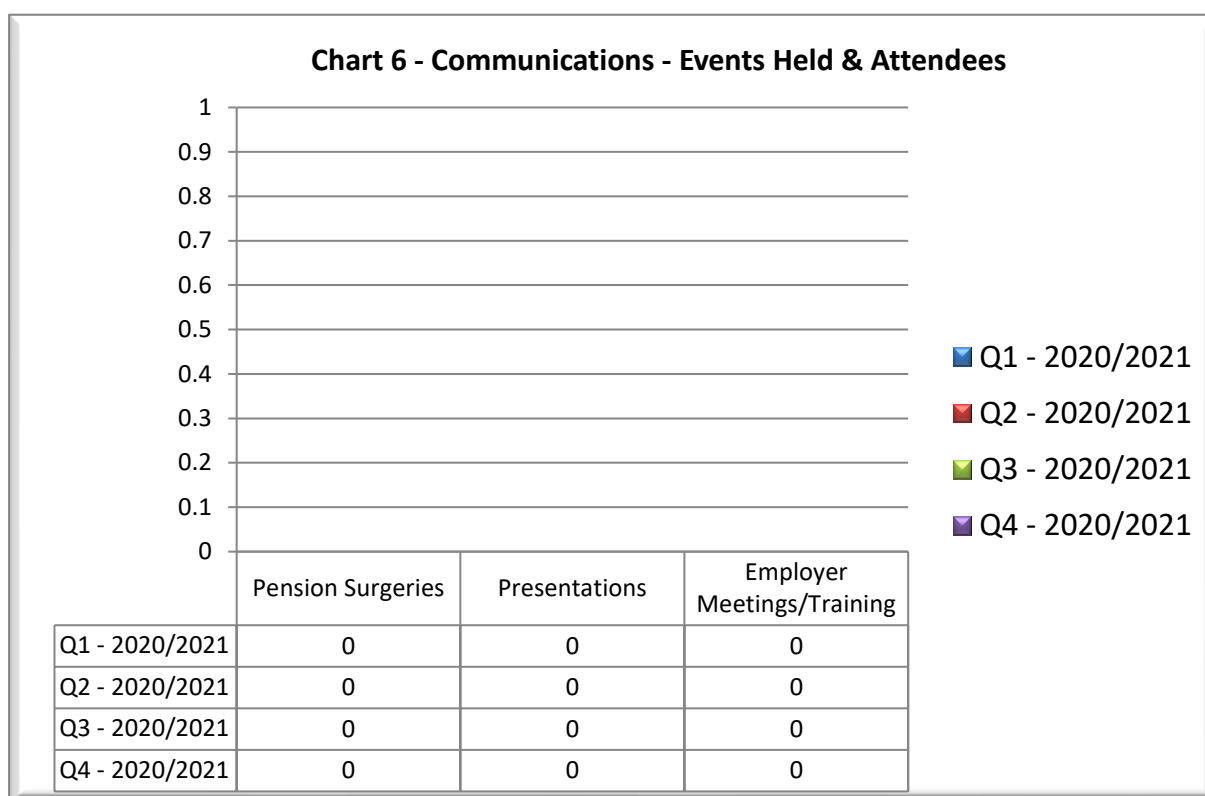 Chart 6 - Communications - Events Held & Attendees
1
0.9
0.8
0.7
0.6
0.5
0.4
0.3
0.2
0.1
0
Q1 - 2020/2021
Q2 - 2020/2021
Q3 - 2020/2021
Q4 - 2020/2021
Pension Surgeries Presentations Employer
Meetings/Training
Q1 - 2020/2021 0 0 0
Q2 - 2020/2021 0 0 0
Q3 - 2020/2021 0 0 0
Q4 - 2020/2021 0 0 0